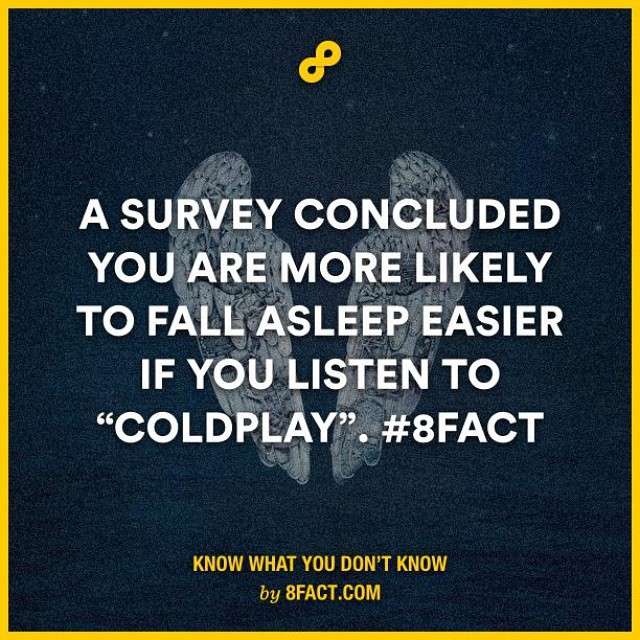 A SURVEY CONCLUDED
YOU ARE MORE LIKELY
TO FALL ASLEEP EASIER
IF YOU LISTEN TO
“COLDPLAY”. #8FACT
KNOW WHAT YOU DON’T KNOW
by 8FACT.COM